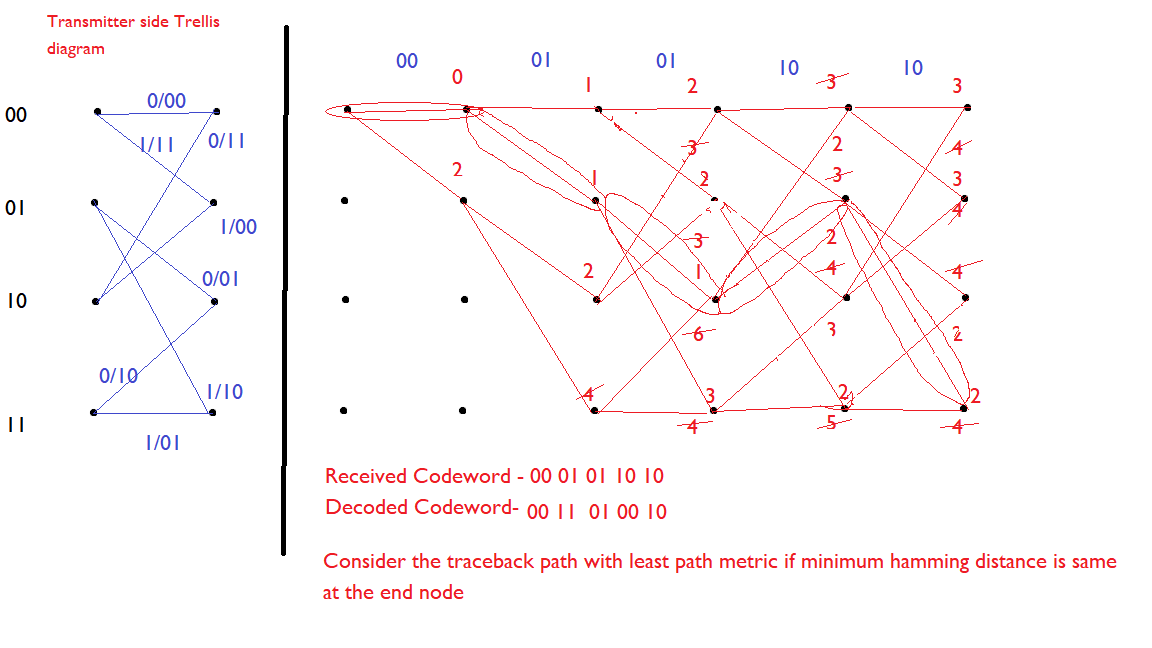 Transmitter side Trellis
diagram
00 01 01 10 10
0 1 2 3 3
00
0/00
1/11 0/11
3 2 4
2 1 2 3 3
01
1/00
3 2 4
0/01
2 1 4 4
10
6 3 2
0/10
1/10
4 3 2 2
11
4 5 4
1/01
Received Codeword - 00 01 01 10 10
Decoded Codeword- 00 11 01 00 10
Consider the traceback path with least path metric if minimum hamming distance is same
at the end node